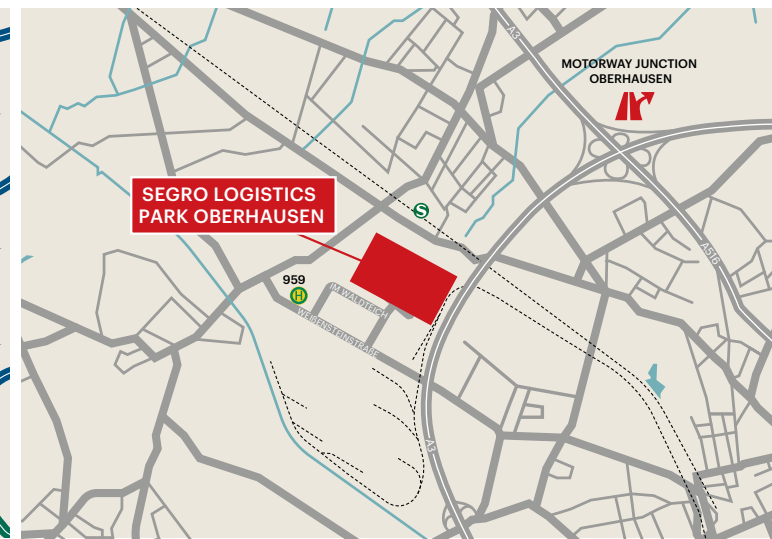 A3
MOTORWAY JUNCTION
OBERHAUSEN
SEGRO LOGISTICS
PARK OBERHAUSEN
S
A516
959
H
IM WALDTEICH
WEIßENSTEINSTRAßE
A3